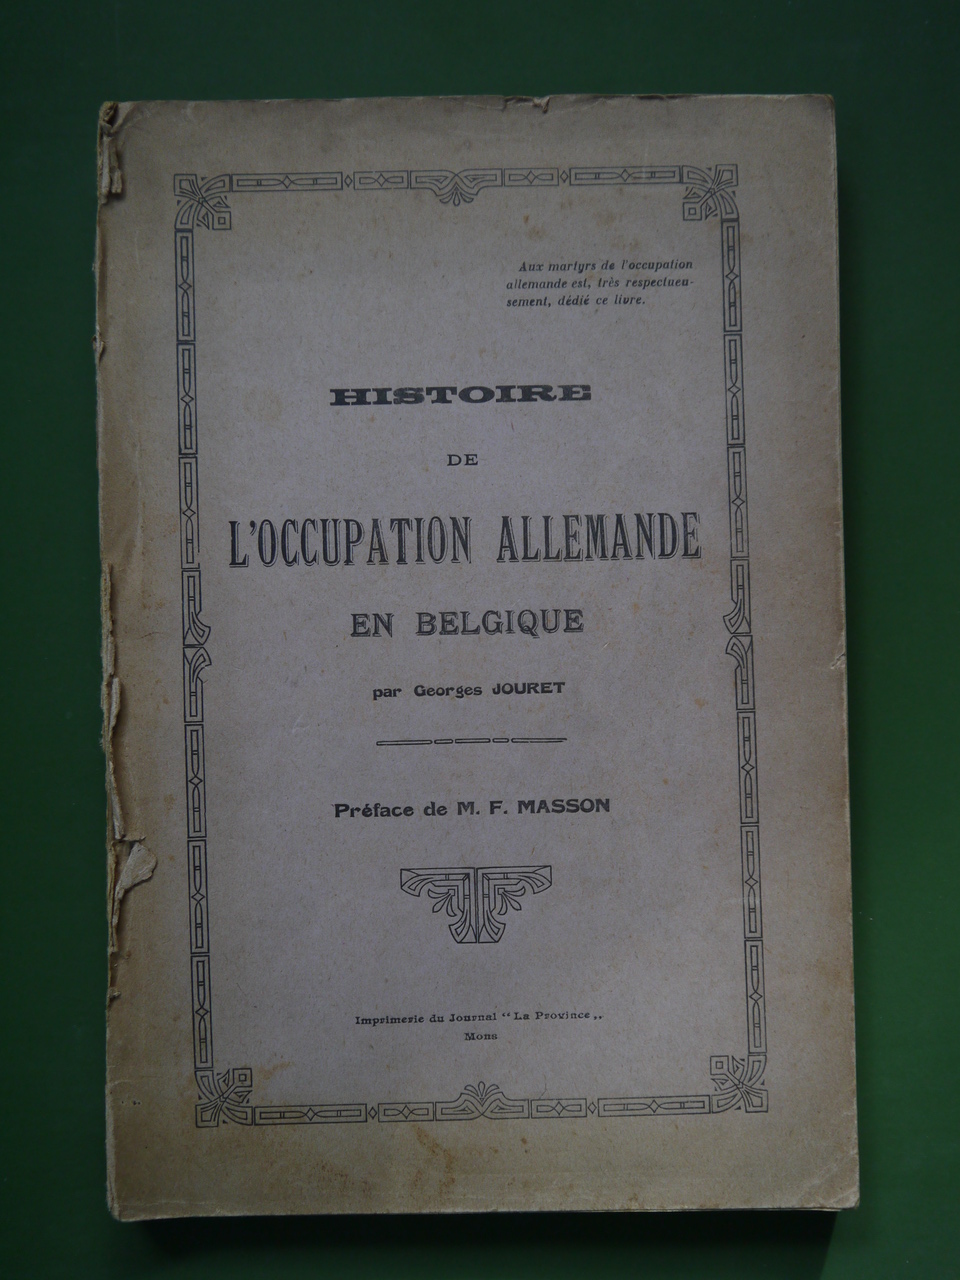 Aux martyrs de l'occupation
allemande est, très respectueu-
sement, dédié ce livre.
HISTOIRE
DE
L'OCCUPATION ALLEMANDE
EN BELGIQUE
par Georges JOURET
Préface de M. F. MASSON
Imprimerie du Journal “ La Province „.
Mons